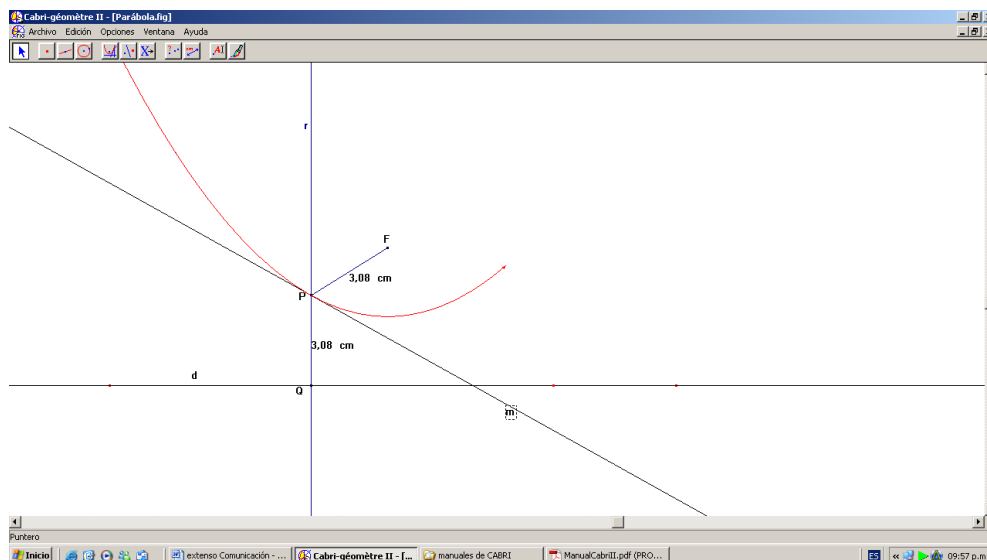 Cabri-géomètre II - [Parábola.fig]
Archivo Edición Opciones Ventana Ayuda
r
F
3,08 cm
P
3,08 cm
d
Q
m
Puntero
Inicio extenso Comunicación - ... Cabri-géomètre II - [... manuales de CABRI ManualCabriII.pdf (PRO... ES « 09:57 p.m